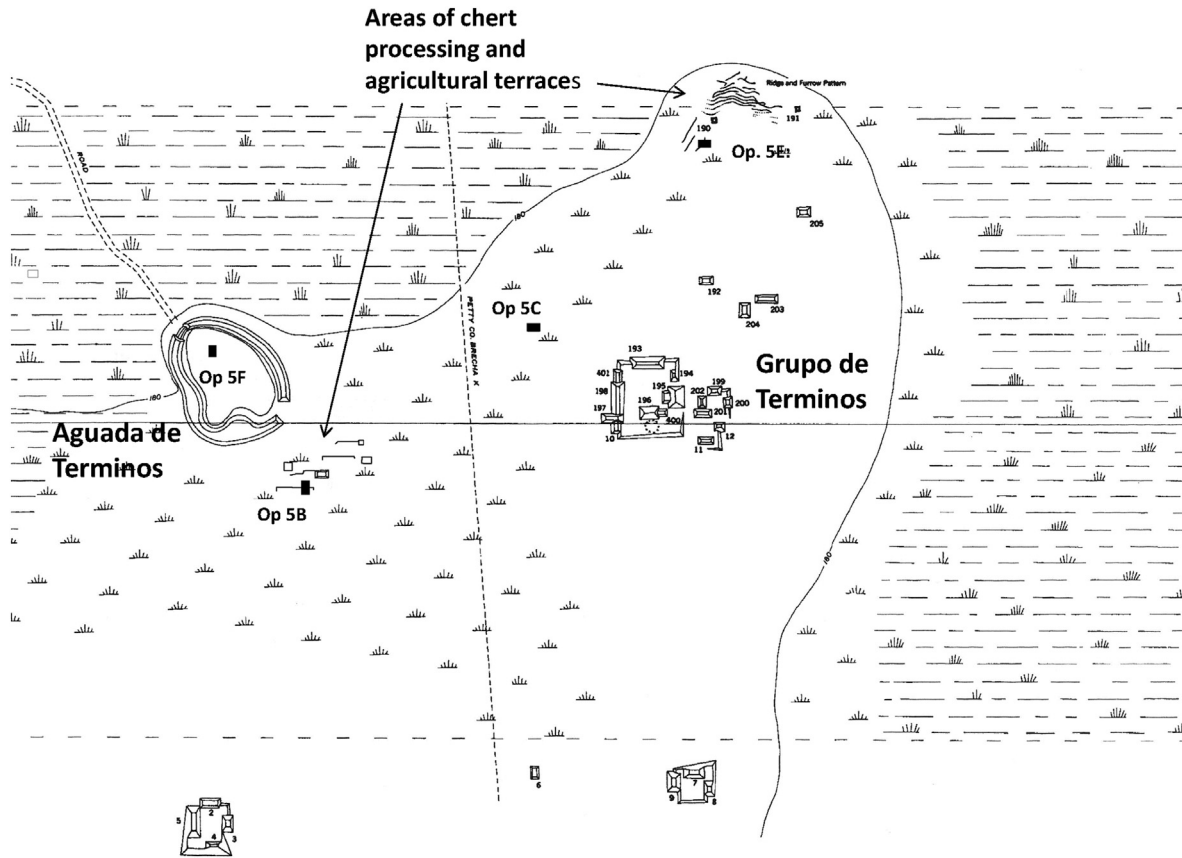 Areas of chert
processing and
agricultural terraces
Ridge and Furrow Pattern
190
191
Op. 5E
ROAD
180
205
192
203
204
PETTY CO. BRECHA K
Op 5C
Op 5F
193
401
194
198
195
199
202
200
196
201
197
400
10
12
11
Grupo de
Terminos
180
Aguada de
Terminos
Op 5B
180
6
7
9
8
2
5
4
3